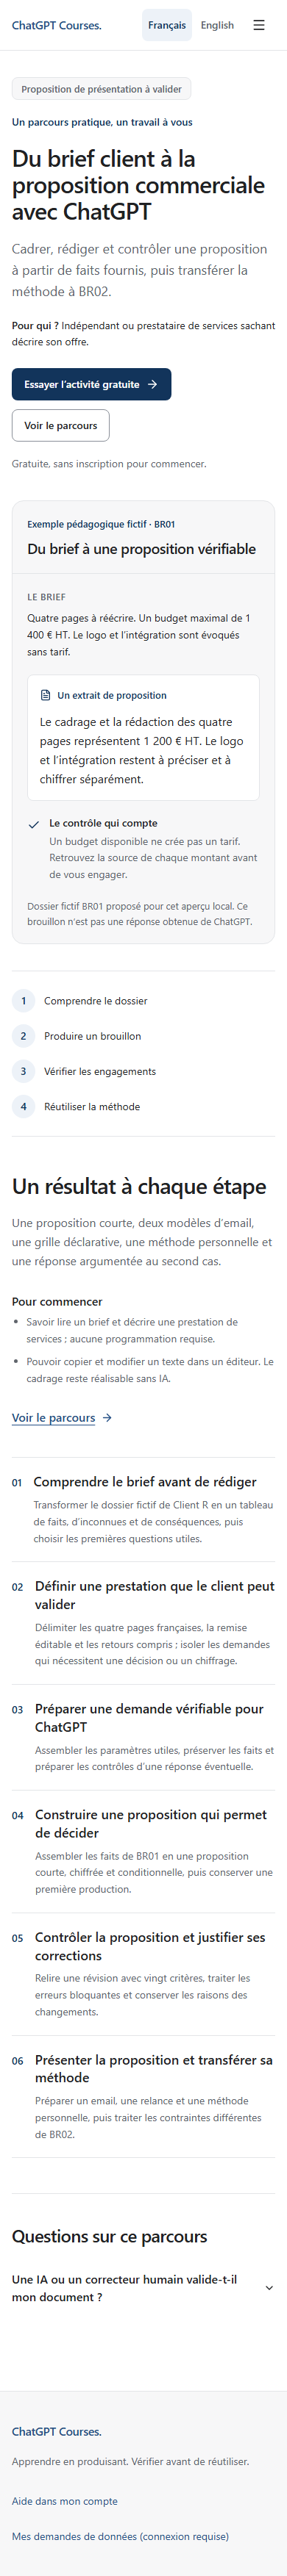 ChatGPT Courses.
Français
English
Proposition de présentation à valider
Un parcours pratique, un travail à vous
Du brief client à la
proposition commerciale
avec ChatGPT
Cadrer, rédiger et contrôler une proposition
à partir de faits fournis, puis transférer la
méthode à BR02.
Pour qui ? Indépendant ou prestataire de services sachant
décrire son offre.
Essayer l'activité gratuite
Voir le parcours
Gratuite, sans inscription pour commencer.
Exemple pédagogique fictif · BR01
Du brief à une proposition vérifiable
LE BRIEF
Quatre pages à réécrire. Un budget maximal de 1
400 € HT. Le logo et l'intégration sont évoqués
sans tarif.
Un extrait de proposition
Le cadrage et la rédaction des quatre
pages représentent 1 200 € HT. Le logo
et l'intégration restent à préciser et à
chiffrer séparément.
Le contrôle qui compte
Un budget disponible ne crée pas un tarif.
Retrouvez la source de chaque montant avant
de vous engager.
Dossier fictif BR01 proposé pour cet aperçu local. Ce
brouillon n'est pas une réponse obtenue de ChatGPT.
1 Comprendre le dossier
2 Produire un brouillon
3 Vérifier les engagements
4 Réutiliser la méthode
Un résultat à chaque étape
Une proposition courte, deux modèles d'email,
une grille déclarative, une méthode personnelle et
une réponse argumentée au second cas.
Pour commencer
• Savoir lire un brief et décrire une prestation de
services ; aucune programmation requise.
• Pouvoir copier et modifier un texte dans un éditeur. Le
cadrage reste réalisable sans IA.
Voir le parcours
01 Comprendre le brief avant de rédiger
Transformer le dossier fictif de Client R en un tableau
de faits, d'inconnues et de conséquences, puis
choisir les premières questions utiles.
02 Définir une prestation que le client peut
valider
Délimiter les quatre pages françaises, la remise
éditable et les retours compris ; isoler les demandes
qui nécessitent une décision ou un chiffrage.
03 Préparer une demande vérifiable pour
ChatGPT
Assembler les paramètres utiles, préserver les faits et
préparer les contrôles d'une réponse éventuelle.
04 Construire une proposition qui permet
de décider
Assembler les faits de BR01 en une proposition
courte, chiffrée et conditionnelle, puis conserver une
première production.
05 Contrôler la proposition et justifier ses
corrections
Relire une révision avec vingt critères, traiter les
erreurs bloquantes et conserver les raisons des
changements.
06 Présenter la proposition et transférer sa
méthode
Préparer un email, une relance et une méthode
personnelle, puis traiter les contraintes différentes
de BR02.
Questions sur ce parcours
Une IA ou un correcteur humain valide-t-il
mon document ?
ChatGPT Courses.
Apprendre en produisant. Vérifier avant de réutiliser.
Aide dans mon compte
Mes demandes de données (connexion requise)